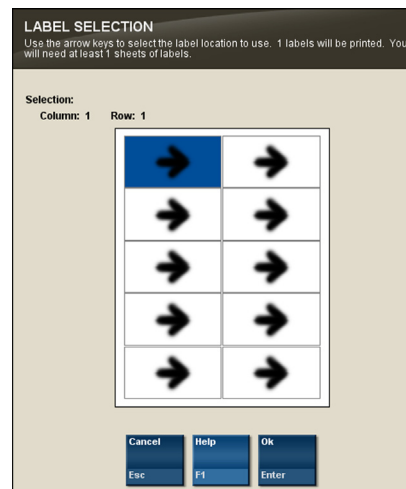 LABEL SELECTION
Use the arrow keys to select the label location to use. 1 labels will be printed. You
will need at least 1 sheets of labels.
Selection:
Column: 1 Row: 1
Cancel Help Ok
Esc F1 Enter